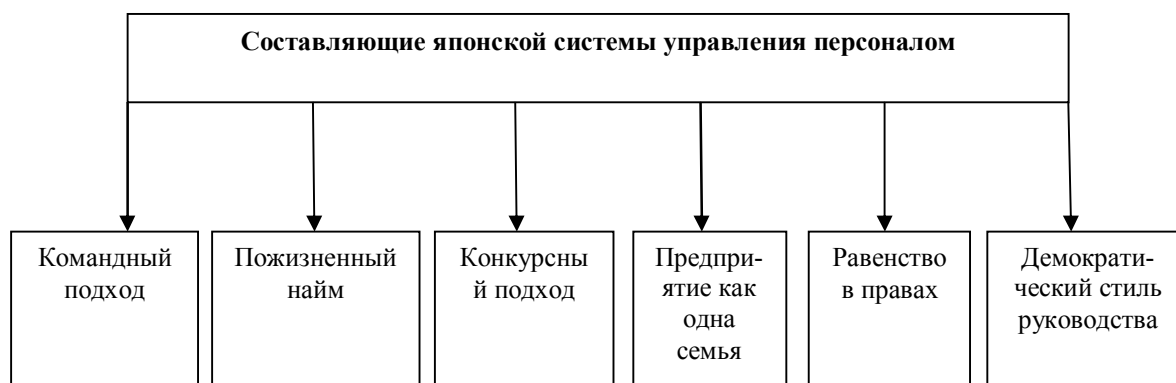 Составляющие японской системы управления персоналом
Командный
подход
Пожизненный
найм
Конкурсны
й подход
Предпри-
ятие как
одна
семья
Равенство
в правах
Демократи-
ческий стиль
руководства